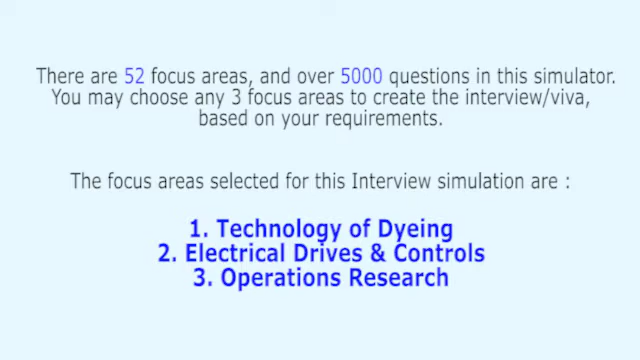 There are 52 focus areas, and over 5000 questions in this simulator.
You may choose any 3 focus areas to create the interview/viva,
based on your requirements.
The focus areas selected for this Interview simulation are :
1. Technology of Dyeing
2. Electrical Drives & Controls
3. Operations Research